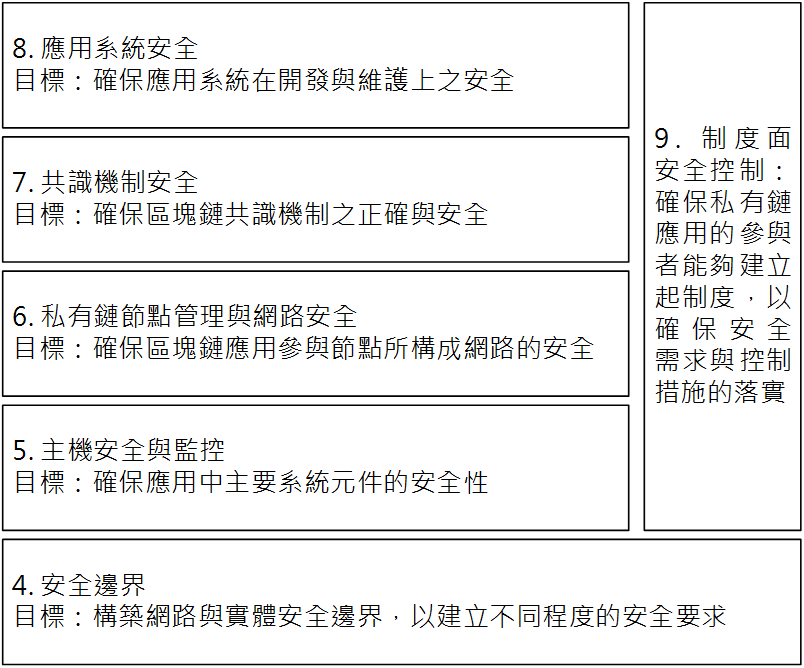 8. 應用系統安全
目標：確保應用系統在開發與維護上之安全
7. 共識機制安全
目標：確保區塊鏈共識機制之正確與安全
6. 私有鏈節點管理與網路安全
目標：確保區塊鏈應用參與節點所構成網路的安全
5. 主機安全與監控
目標：確保應用中主要系統元件的安全性
9. 制度面
安全控制：
確保私有鏈
應用的參與
者能夠建立
起制度，以
確保安全
需求與控制
措施的落實
4. 安全邊界
目標：構築網路與實體安全邊界，以建立不同程度的安全要求